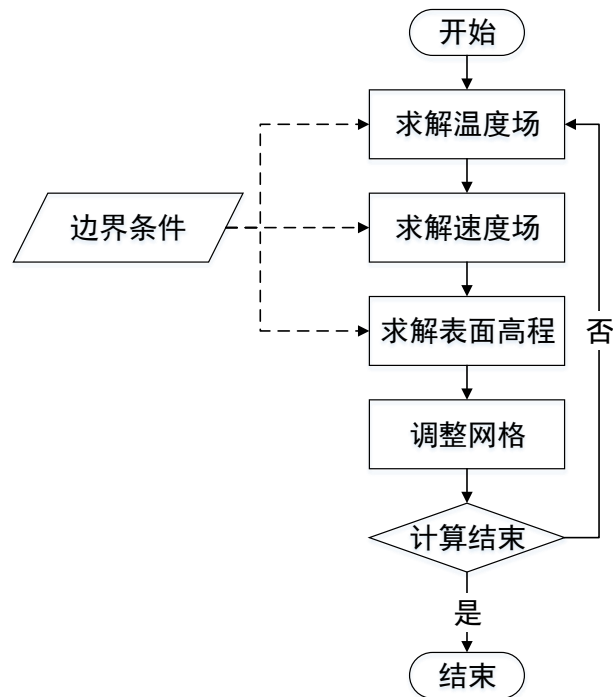 开始
求解温度场
边界条件
求解速度场
求解表面高程
否
调整网格
计算结束
是
结束